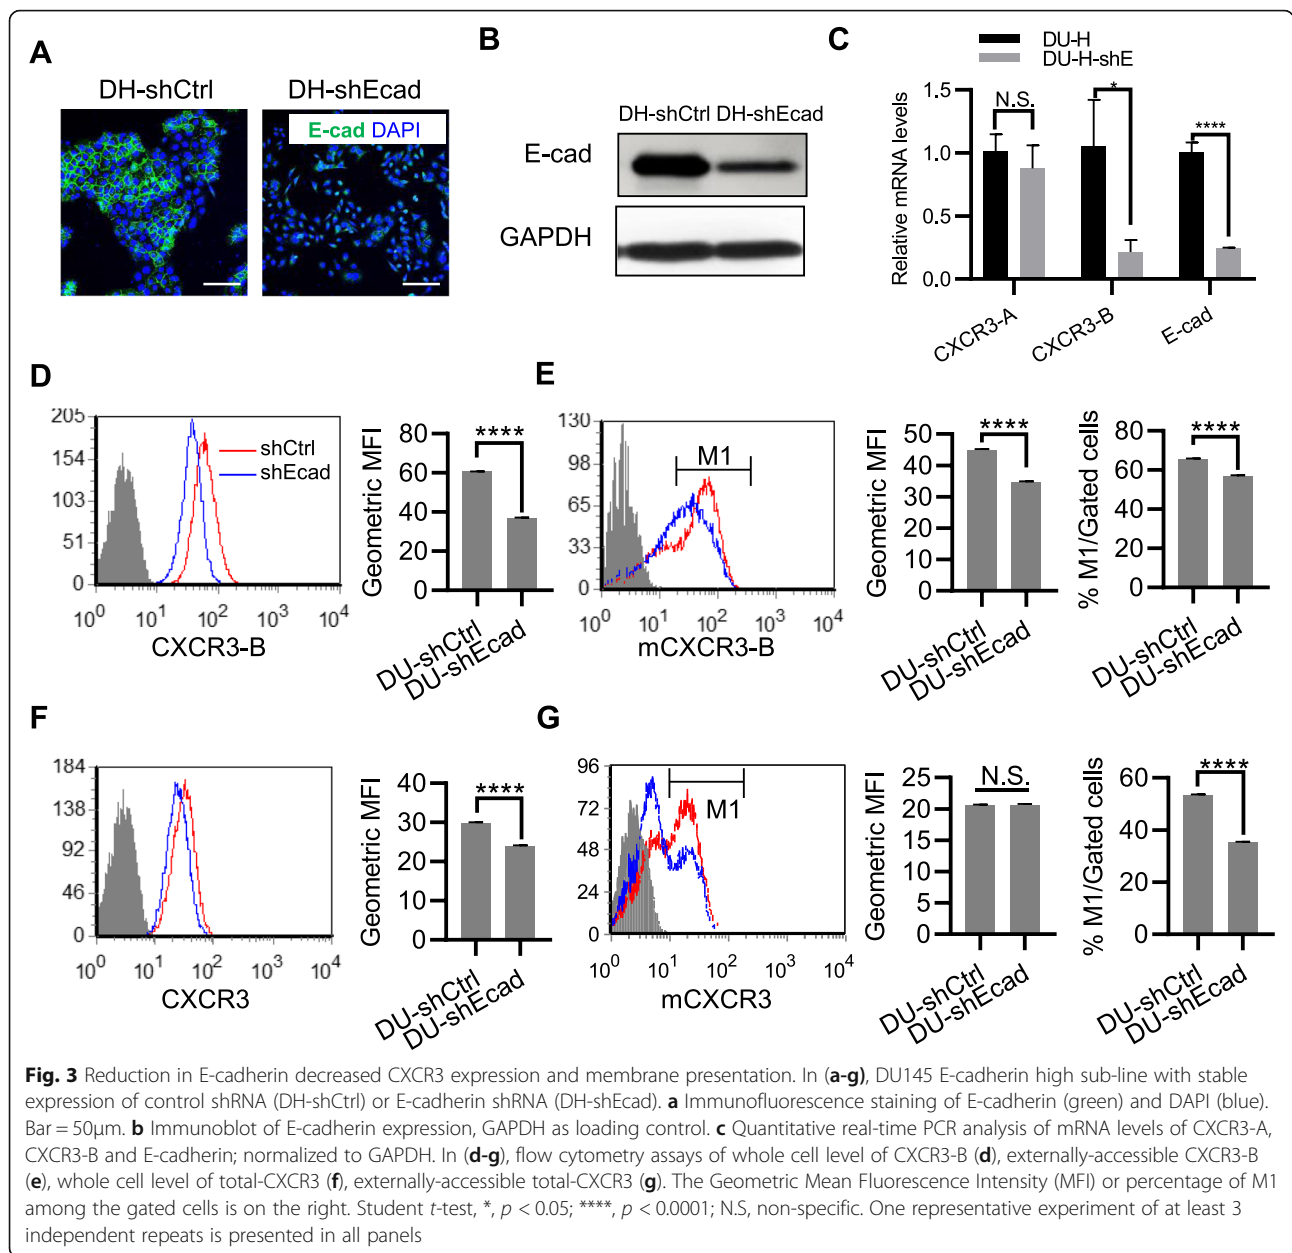 A
DH-shCtrl
DH-shEcad
E-cad DAPI
B
DH-shCtrl DH-shEcad
E-cad
GAPDH
C
DU-H
DU-H-shE
Relative mRNA levels
1.5
1.0
0.5
0.0
N.S.
*
****
CXCR3-A
CXCR3-B
E-cad
D
205
154
103
51
0
shCtrl
shEcad
10^0 10^1 10^2 10^3 10^4
CXCR3-B
Geometric MFI
80
60
40
20
0
****
DU-shCtrl
DU-shEcad
E
130
98
65
33
0
M1
10^0 10^1 10^2 10^3 10^4
mCXCR3-B
Geometric MFI
50
40
30
20
10
0
****
DU-shCtrl
DU-shEcad
% M1/Gated cells
80
60
40
20
0
****
DU-shCtrl
DU-shEcad
F
184
138
92
46
0
10^0 10^1 10^2 10^3 10^4
CXCR3
Geometric MFI
40
30
20
10
0
****
DU-shCtrl
DU-shEcad
G
96
72
48
24
0
M1
10^0 10^1 10^2 10^3 10^4
mCXCR3
Geometric MFI
25
20
15
10
5
0
N.S.
DU-shCtrl
DU-shEcad
% M1/Gated cells
60
40
20
0
****
DU-shCtrl
DU-shEcad
Fig. 3 Reduction in E-cadherin decreased CXCR3 expression and membrane presentation. In (a-g), DU145 E-cadherin high sub-line with stable
expression of control shRNA (DH-shCtrl) or E-cadherin shRNA (DH-shEcad). a Immunofluorescence staining of E-cadherin (green) and DAPI (blue).
Bar = 50μm. b Immunoblot of E-cadherin expression, GAPDH as loading control. c Quantitative real-time PCR analysis of mRNA levels of CXCR3-A,
CXCR3-B and E-cadherin; normalized to GAPDH. In (d-g), flow cytometry assays of whole cell level of CXCR3-B (d), externally-accessible CXCR3-B
(e), whole cell level of total-CXCR3 (f), externally-accessible total-CXCR3 (g). The Geometric Mean Fluorescence Intensity (MFI) or percentage of M1
among the gated cells is on the right. Student t-test, *, p < 0.05; ****, p < 0.0001; N.S, non-specific. One representative experiment of at least 3
independent repeats is presented in all panels